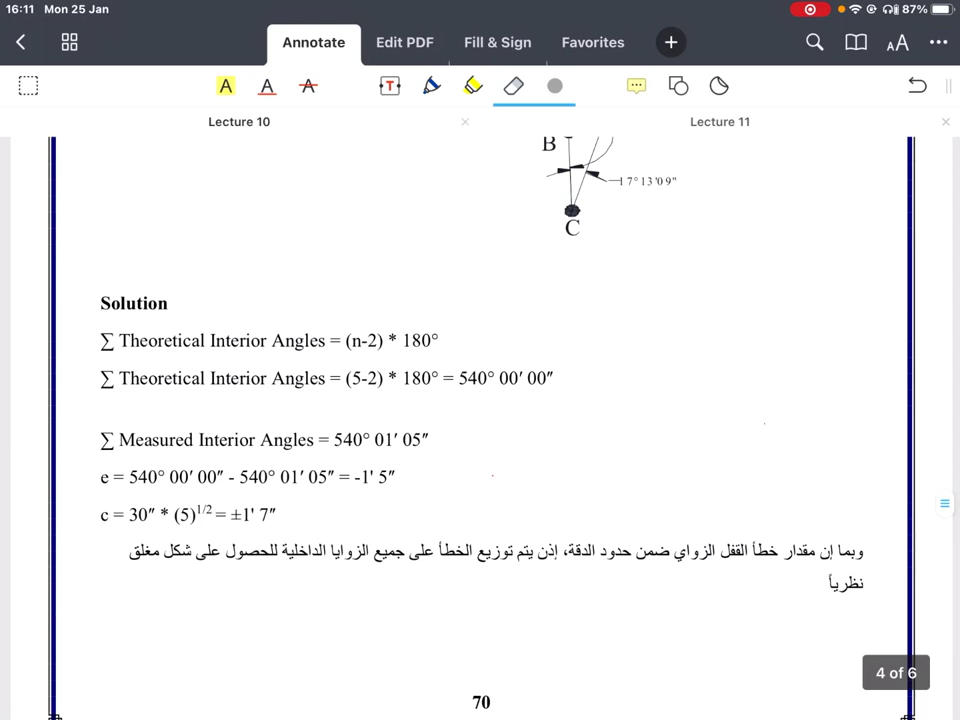 16:11 Mon 25 Jan 87%
Annotate Edit PDF Fill & Sign Favorites
A A A T AA
Lecture 10 Lecture 11
B
17°13'09"
C
Solution
∑ Theoretical Interior Angles = (n-2) * 180°
∑ Theoretical Interior Angles = (5-2) * 180° = 540° 00′ 00″
∑ Measured Interior Angles = 540° 01′ 05″
e = 540° 00′ 00″ - 540° 01′ 05″ = -1' 5″
c = 30″ * (5)^1/2 = ±1' 7″
وبما إن مقدار خطأ القفل الزواي ضمن حدود الدقة، إذن يتم توزيع الخطأ على جميع الزوايا الداخلية للحصول على شكل مغلق
نظرياً
4 of 6
70